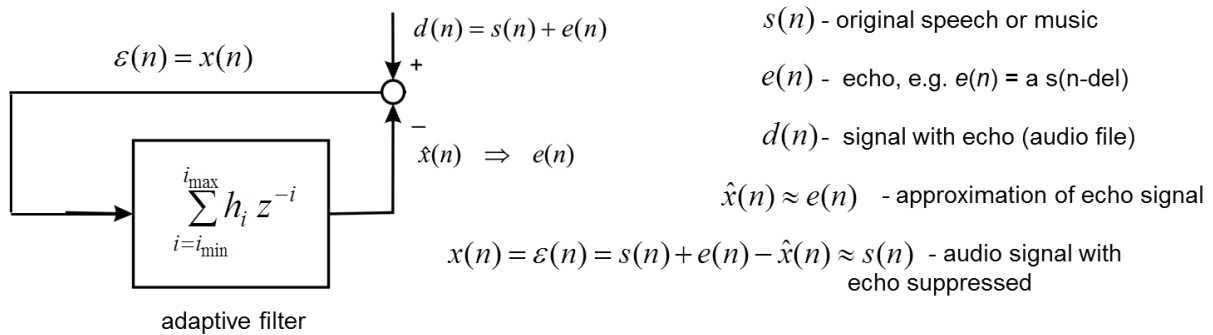 d(n) = s(n) + e(n)
ε(n) = x(n)
+
−
x̂(n) ⇒ e(n)
i_max
∑ h_i z^{-i}
i=i_min
adaptive filter
s(n) - original speech or music
e(n) - echo, e.g. e(n) = a s(n-del)
d(n) - signal with echo (audio file)
x̂(n) ≈ e(n) - approximation of echo signal
x(n) = ε(n) = s(n) + e(n) − x̂(n) ≈ s(n) - audio signal with
echo suppressed